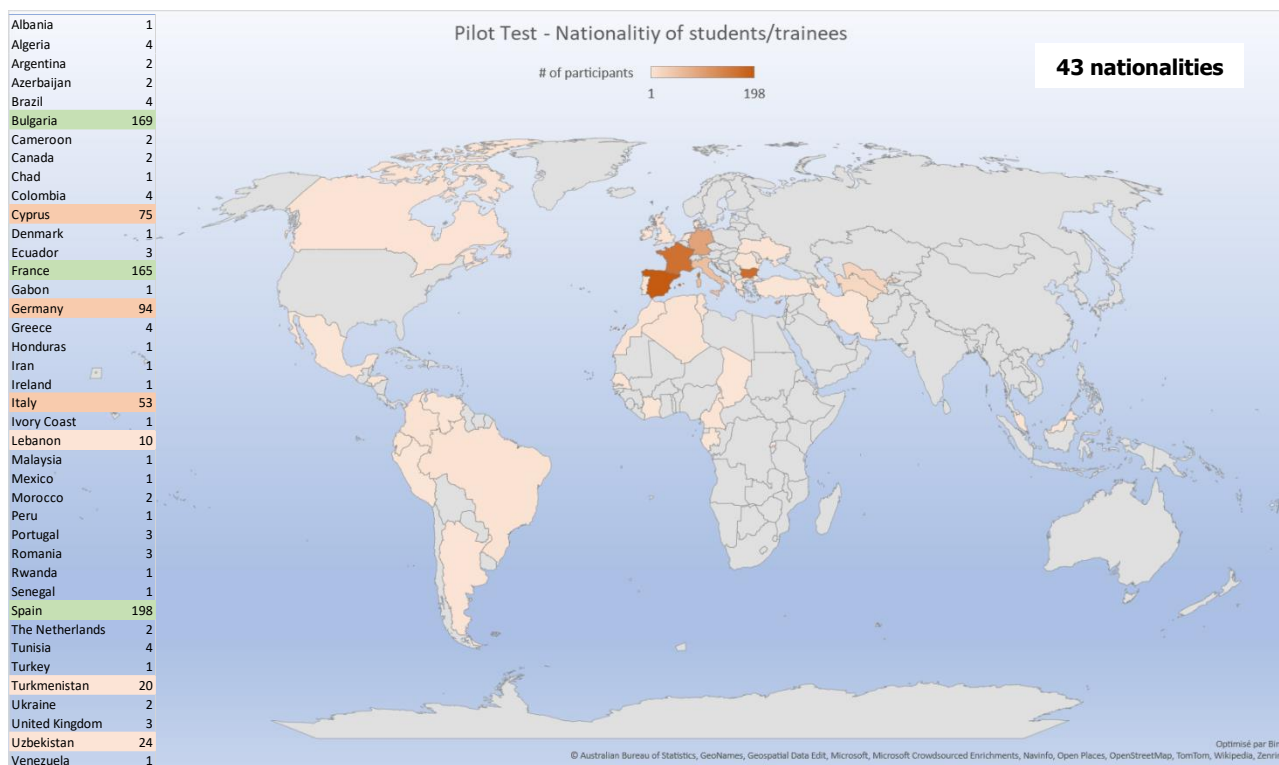 Pilot Test - Nationalitiy of students/trainees
# of participants
1 198
43 nationalities
Albania 1
Algeria 4
Argentina 2
Azerbaijan 2
Brazil 4
Bulgaria 169
Cameroon 2
Canada 2
Chad 1
Colombia 4
Cyprus 75
Denmark 1
Ecuador 3
France 165
Gabon 1
Germany 94
Greece 4
Honduras 1
Iran 1
Ireland 1
Italy 53
Ivory Coast 1
Lebanon 10
Malaysia 1
Mexico 1
Morocco 2
Peru 1
Portugal 3
Romania 3
Rwanda 1
Senegal 1
Spain 198
The Netherlands 2
Tunisia 4
Turkey 1
Turkmenistan 20
Ukraine 2
United Kingdom 3
Uzbekistan 24
Venezuela 1
Optimisé par Bin
© Australian Bureau of Statistics, GeoNames, Geospatial Data Edit, Microsoft, Microsoft Crowdsourced Enrichments, Navinfo, Open Places, OpenStreetMap, TomTom, Wikipedia, Zenri